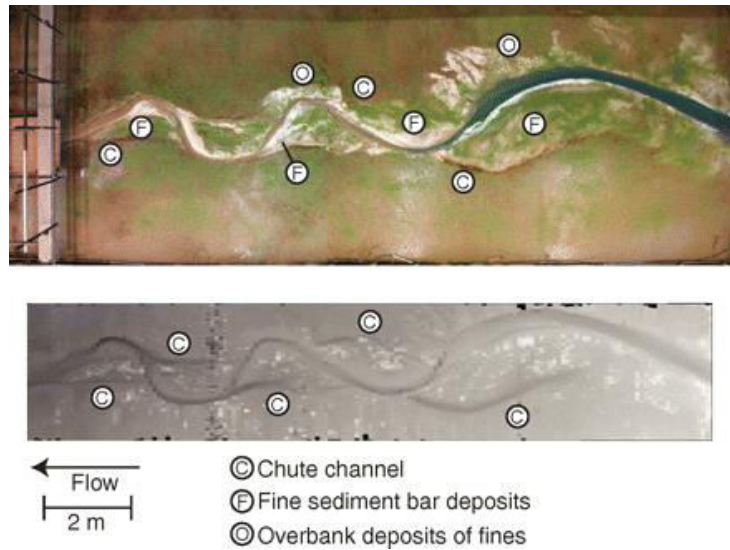 O
O
C
F
F
F
C
F
C
C
C
C
C
C
Flow
2 m
C Chute channel
F Fine sediment bar deposits
O Overbank deposits of fines